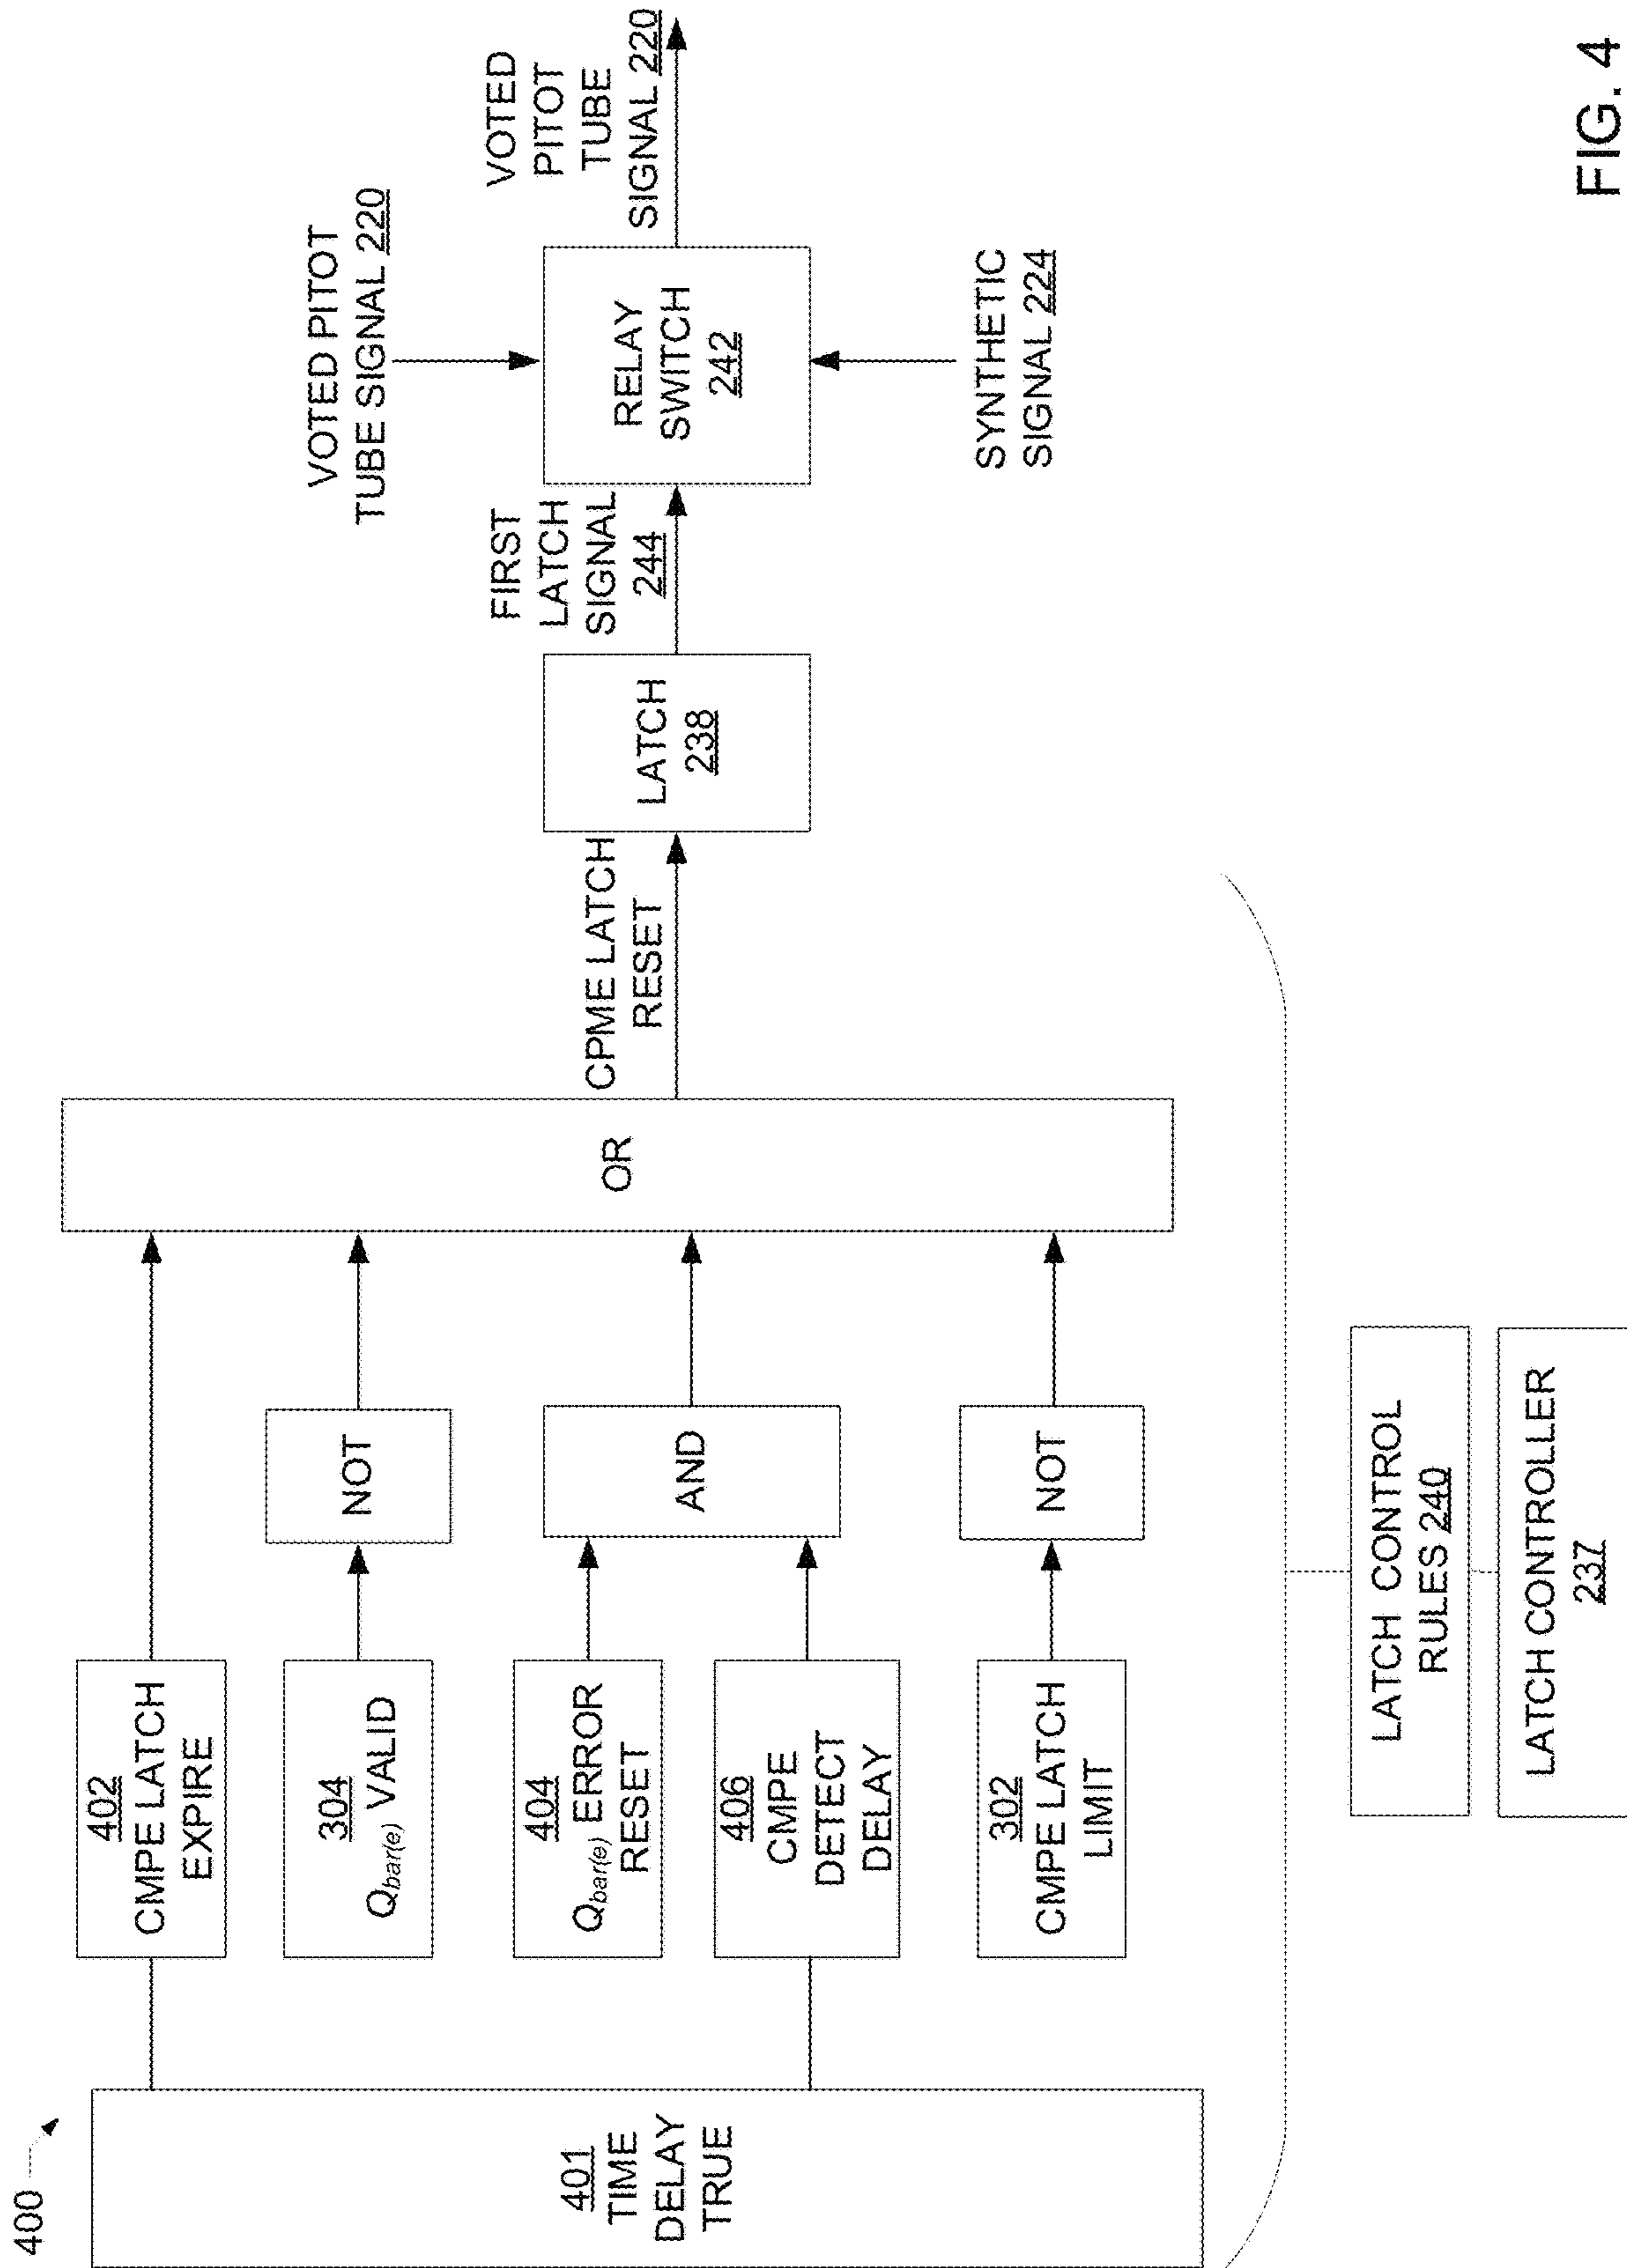 400
401
TIME
DELAY
TRUE
402
CMPE LATCH
EXPIRE
304
Qbar(e) VALID
404
Qbar(e) ERROR
RESET
406
CMPE
DETECT
DELAY
302
CMPE LATCH
LIMIT
NOT
AND
NOT
OR
CPME LATCH
RESET
LATCH
238
FIRST
LATCH
SIGNAL
244
VOTED PITOT
TUBE SIGNAL 220
RELAY
SWITCH
242
SYNTHETIC
SIGNAL 224
VOTED
PITOT
TUBE
SIGNAL 220
LATCH CONTROL
RULES 240
LATCH CONTROLLER
237
FIG. 4